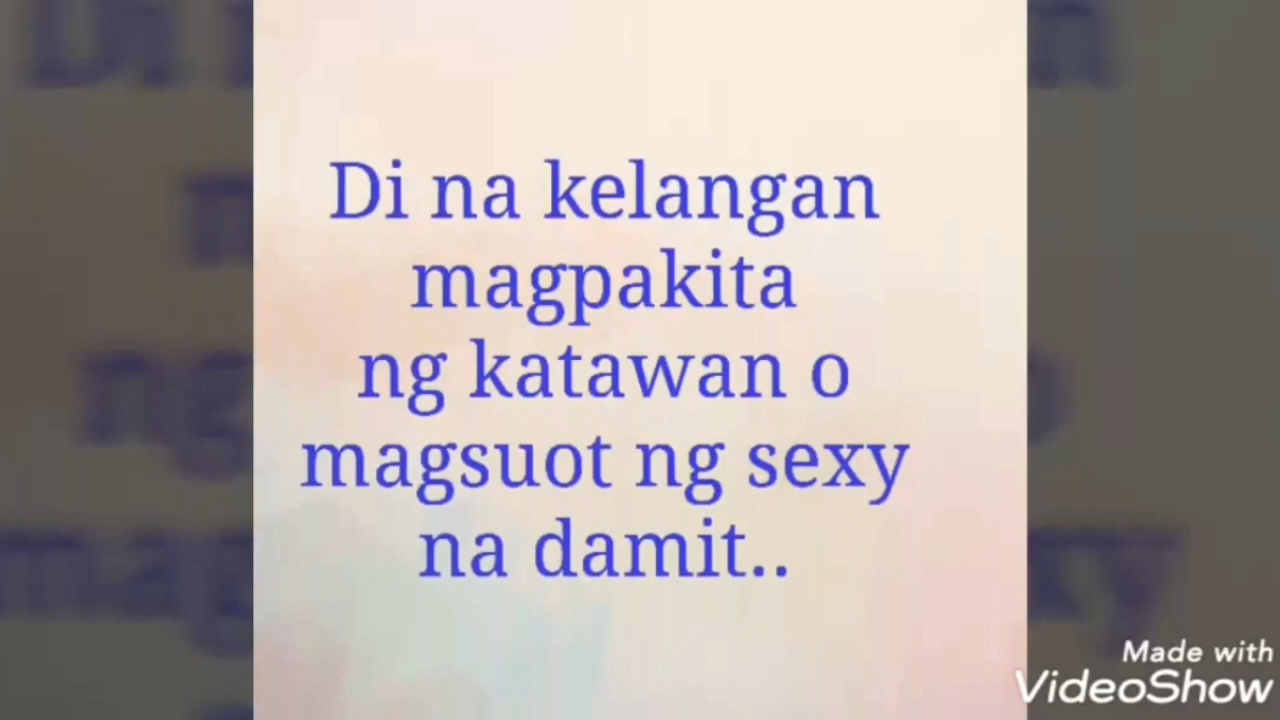 Di na kelangan
magpakita
ng katawan o
magsuot ng sexy
na damit..
Made with
VideoShow